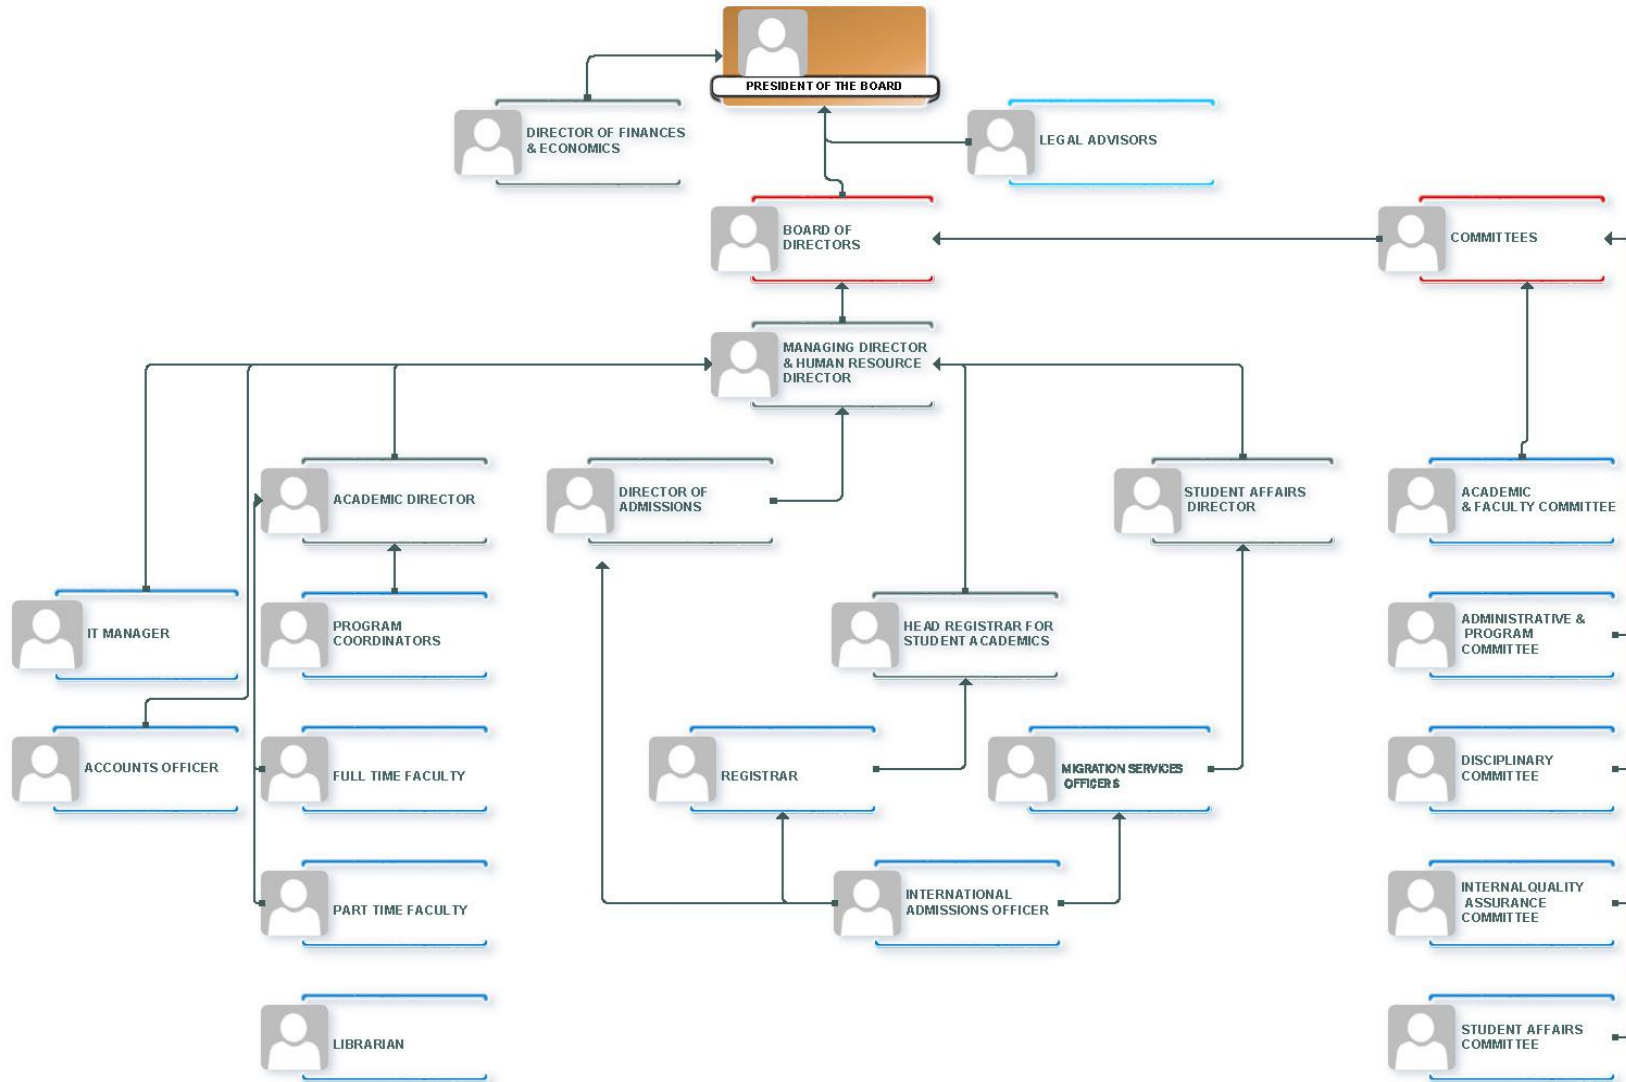 PRESIDENT OF THE BOARD
DIRECTOR OF FINANCES
& ECONOMICS
LEGAL ADVISORS
BOARD OF
DIRECTORS
COMMITTEES
MANAGING DIRECTOR
& HUMAN RESOURCE
DIRECTOR
ACADEMIC DIRECTOR
DIRECTOR OF
ADMISSIONS
STUDENT AFFAIRS
DIRECTOR
ACADEMIC
& FACULTY COMMITTEE
IT MANAGER
PROGRAM
COORDINATORS
HEAD REGISTRAR FOR
STUDENT ACADEMICS
ADMINISTRATIVE &
PROGRAM
COMMITTEE
ACCOUNTS OFFICER
FULL TIME FACULTY
REGISTRAR
MIGRATION SERVICES
OFFICERS
DISCIPLINARY
COMMITTEE
PART TIME FACULTY
INTERNATIONAL
ADMISSIONS OFFICER
INTERNALQUALITY
ASSURANCE
COMMITTEE
LIBRARIAN
STUDENT AFFAIRS
COMMITTEE